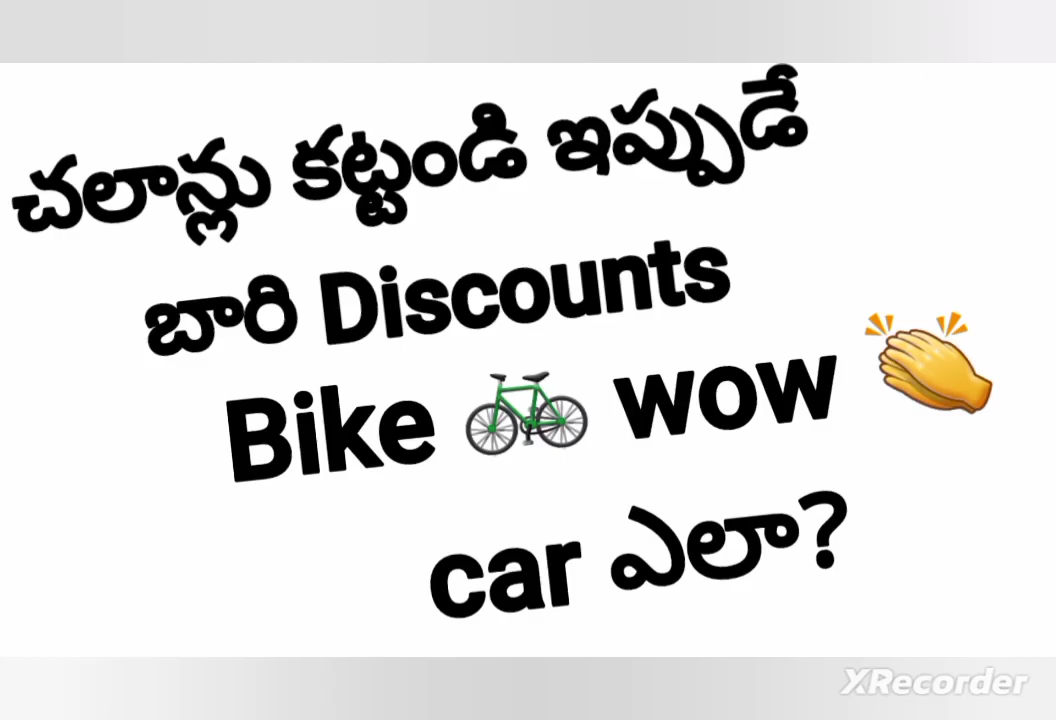 చలాన్లు కట్టండి ఇప్పుడే
బారి Discounts
Bike 🚲 wow 👏
car ఎలా?
XRecorder